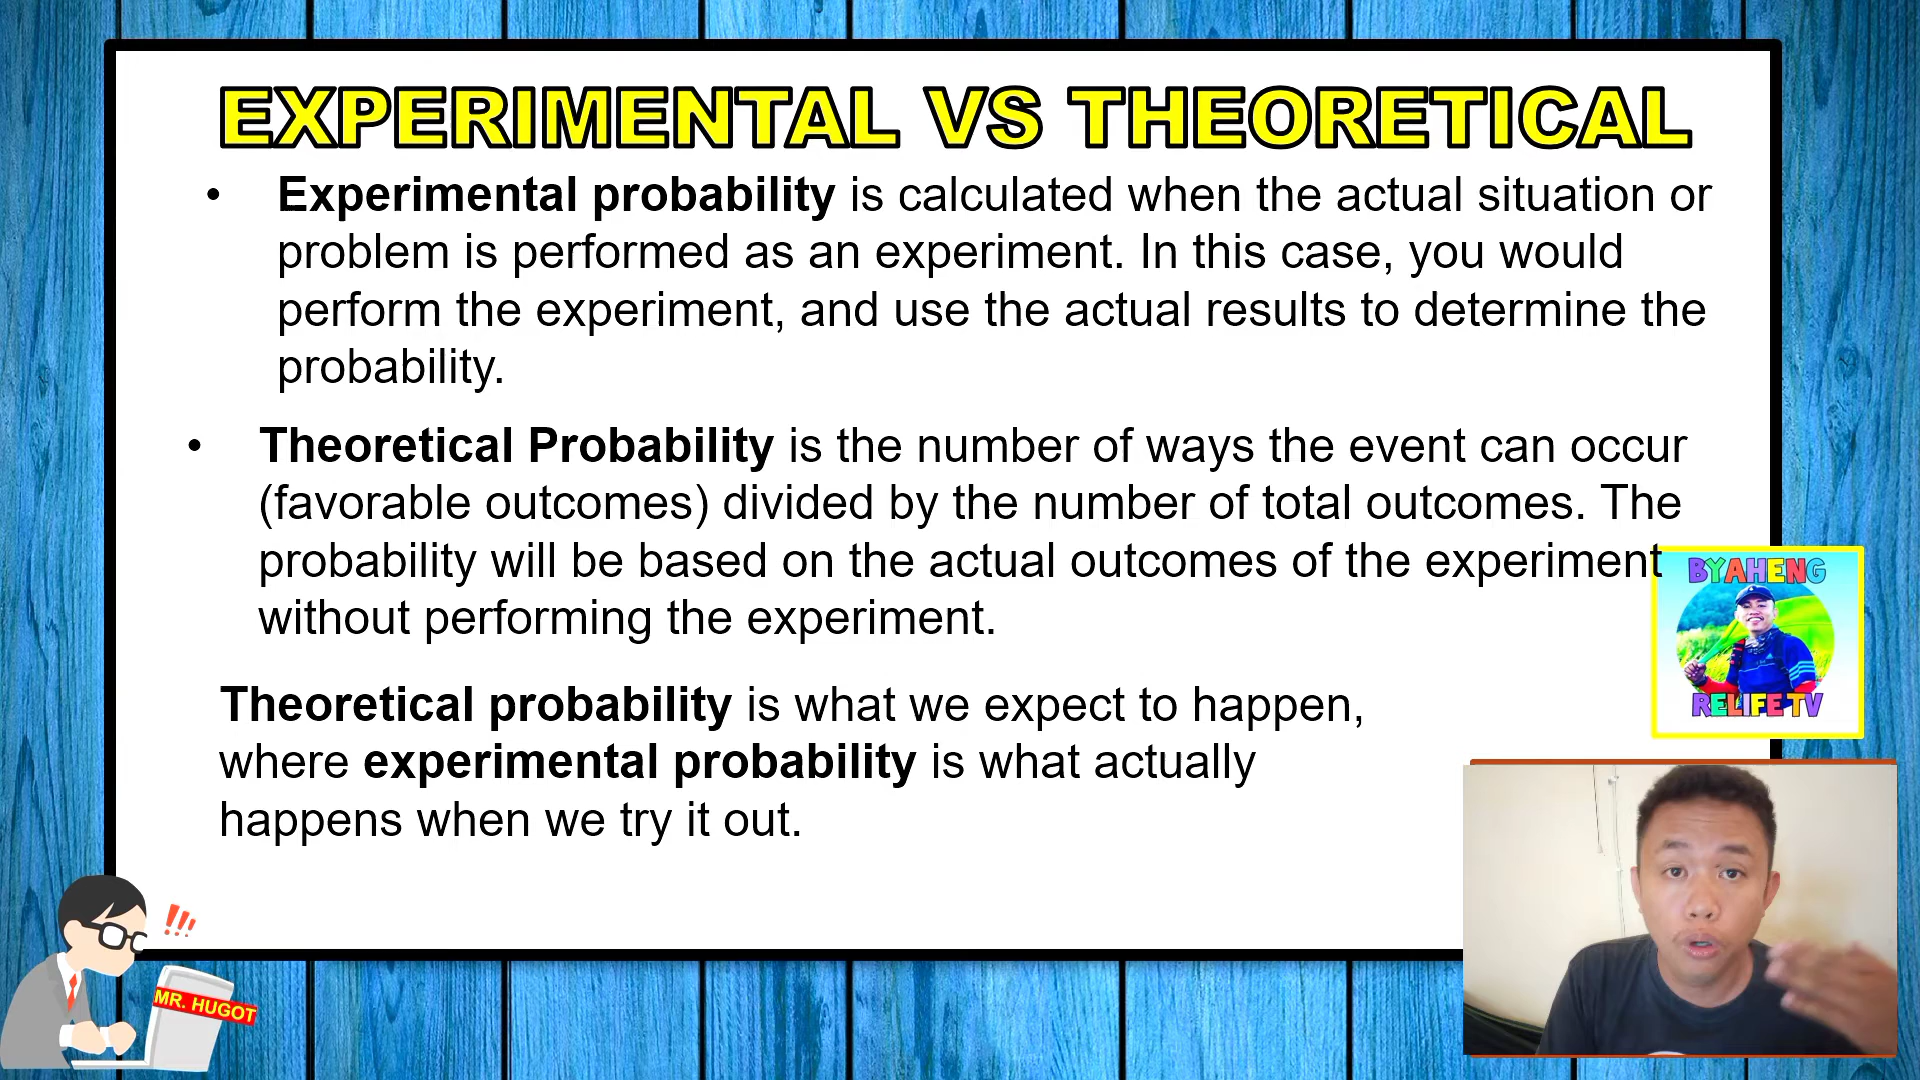 EXPERIMENTAL VS THEORETICAL
• Experimental probability is calculated when the actual situation or
problem is performed as an experiment. In this case, you would
perform the experiment, and use the actual results to determine the
probability.
• Theoretical Probability is the number of ways the event can occur
(favorable outcomes) divided by the number of total outcomes. The
probability will be based on the actual outcomes of the experiment
without performing the experiment.
BYAHENG
RELIFE TV
Theoretical probability is what we expect to happen,
where experimental probability is what actually
happens when we try it out.
!!!
MR. HUGOT